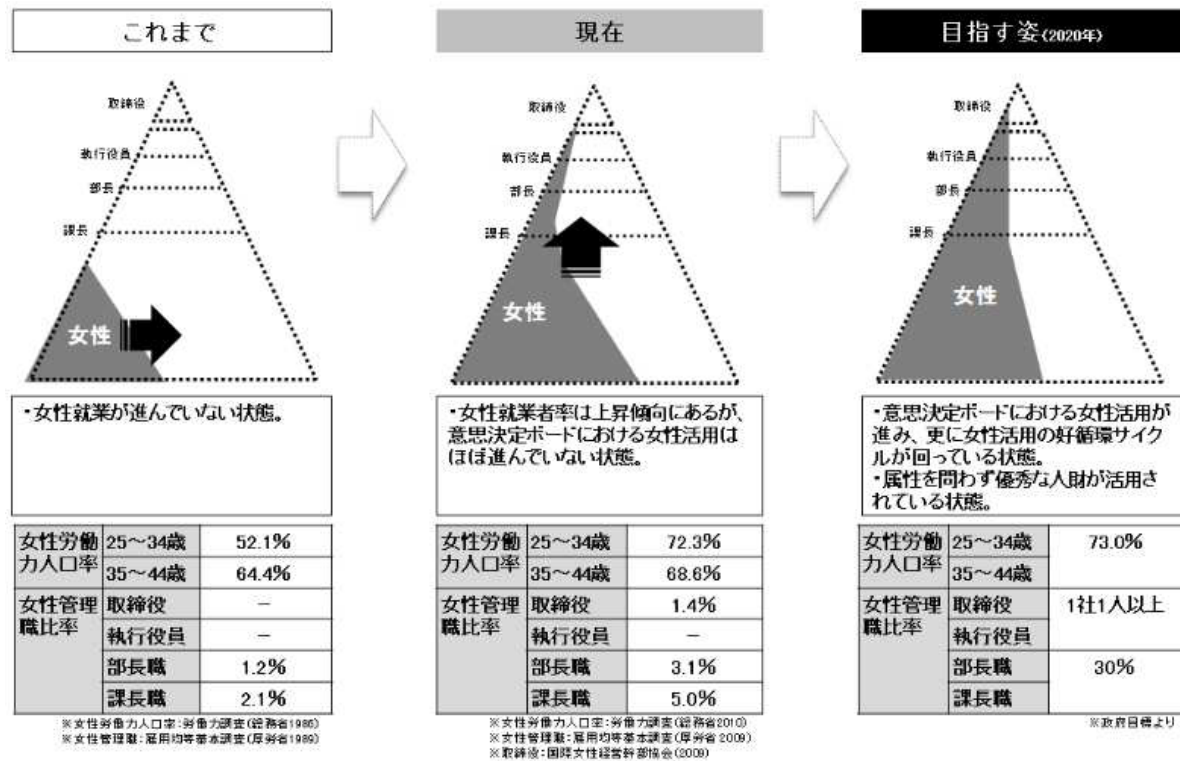 これまで
取締役
執行役員
部長
課長
女性
・女性就業が進んでいない状態。
女性労働力人口率
25～34歳 52.1%
35～44歳 64.4%
女性管理職比率
取締役 －
執行役員 －
部長職 1.2%
課長職 2.1%
※女性労働力人口率：労働力調査(総務省1986)
※女性管理職：雇用均等基本調査(厚労省1989)
現在
取締役
執行役員
部長
課長
女性
・女性就業者率は上昇傾向にあるが、
意思決定ボードにおける女性活用は
ほぼ進んでいない状態。
女性労働力人口率
25～34歳 72.3%
35～44歳 68.6%
女性管理職比率
取締役 1.4%
執行役員 －
部長職 3.1%
課長職 5.0%
※女性労働力人口率：労働力調査(総務省2010)
※女性管理職：雇用均等基本調査(厚労省2009)
※取締役：国際女性経営幹部協会(2009)
目指す姿(2020年)
取締役
執行役員
部長
課長
女性
・意思決定ボードにおける女性活用が
進み、更に女性活用の好循環サイク
ルが回っている状態。
・属性を問わず優秀な人財が活用さ
れている状態。
女性労働力人口率
25～34歳 73.0%
35～44歳
女性管理職比率
取締役 1社1人以上
執行役員
部長職 30%
課長職
※政府目標より